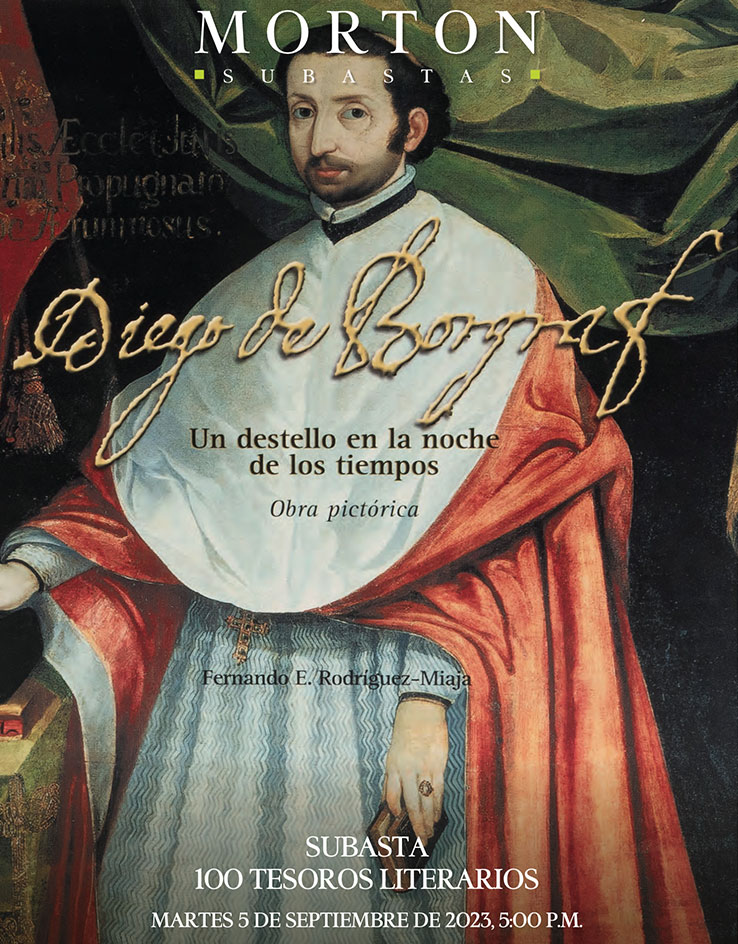 MORTON
SUBASTAS
Propugnato
Diego de Borgraf
Un destello en la noche
de los tiempos
Obra pictórica
Fernando E. Rodríguez-Miaja
SUBASTA
100 TESOROS LITERARIOS
MARTES 5 DE SEPTIEMBRE DE 2023, 5:00 P.M.